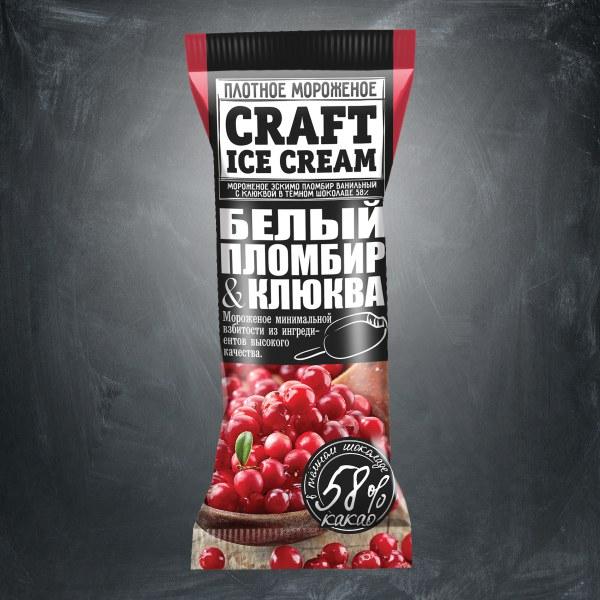 ПЛОТНОЕ МОРОЖЕНОЕ
CRAFT
ICE CREAM
МОРОЖЕНОЕ ЭСКИМО ПЛОМБИР ВАНИЛЬНЫЙ
С КЛЮКВОЙ В ТЕМНОМ ШОКОЛАДЕ 58%
БЕЛЫЙ
ПЛОМБИР
& КЛЮКВА
Мороженое минимальной
взбитости из ингреди-
ентов высокого
качества.
в тёмном шоколаде
58%
какао